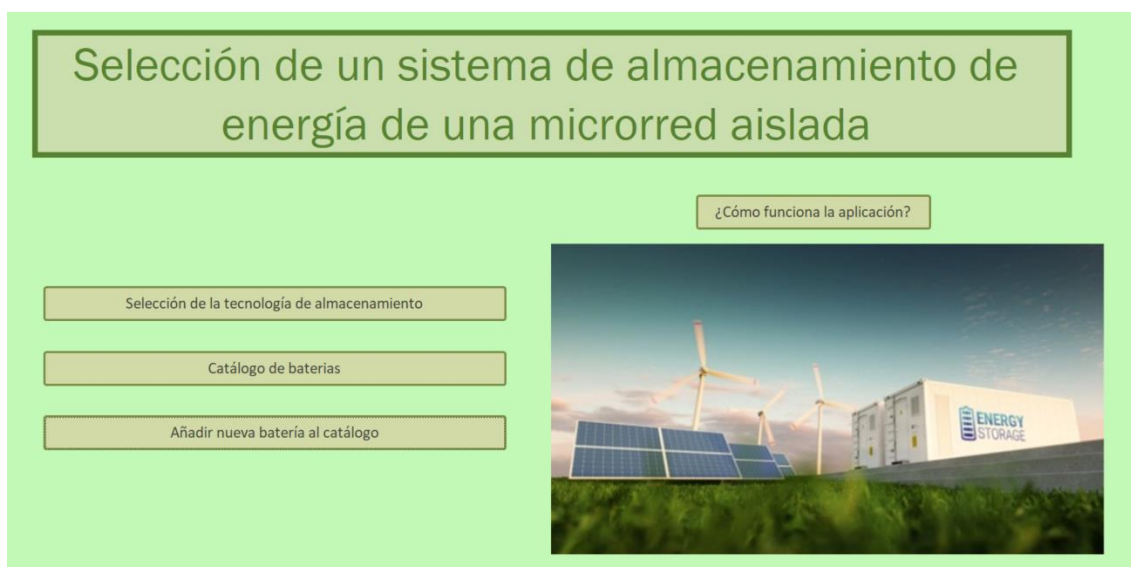 Selección de un sistema de almacenamiento de
energía de una microrred aislada
¿Cómo funciona la aplicación?
Selección de la tecnología de almacenamiento
Catálogo de baterias
Añadir nueva batería al catálogo
ENERGY
STORAGE